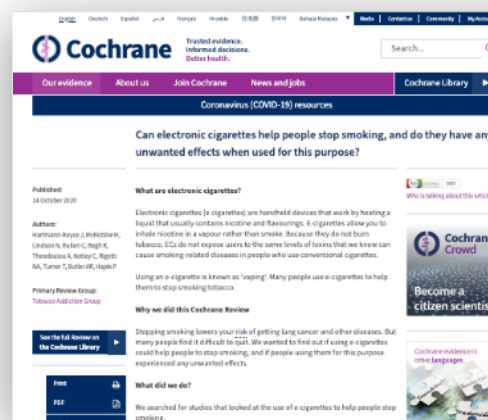 English Deutsch Español فارسی Français Hrvatski 日本語 한국어 Bahasa Malaysia
Media Contact us Community My Acco
Cochrane
Trusted evidence.
Informed decisions.
Better health.
Search...
Our evidence About us Join Cochrane News and jobs Cochrane Library
Coronavirus (COVID-19) resources
Can electronic cigarettes help people stop smoking, and do they have any
unwanted effects when used for this purpose?
Published:
14 October 2020
Authors:
Hartmann-Boyce J, McRobbie H,
Lindson N, Bullen C, Begh R,
Theodoulou A, Notley C, Rigotti
NA, Turner T, Butler AR, Hajek P
Primary Review Group:
Tobacco Addiction Group
See the full Review on
the Cochrane Library
Print
PDF
What are electronic cigarettes?
Electronic cigarettes (e-cigarettes) are handheld devices that work by heating a
liquid that usually contains nicotine and flavourings. E-cigarettes allow you to
inhale nicotine in a vapour rather than smoke. Because they do not burn
tobacco, ECs do not expose users to the same levels of toxins that we know can
cause smoking-related diseases in people who use conventional cigarettes.
Using an e-cigarette is known as 'vaping'. Many people use e-cigarettes to help
them to stop smoking tobacco.
Why we did this Cochrane Review
Stopping smoking lowers your risk of getting lung cancer and other diseases. But
many people find it difficult to quit. We wanted to find out if using e-cigarettes
could help people to stop smoking, and if people using them for this purpose
experienced any unwanted effects.
What did we do?
We searched for studies that looked at the use of e-cigarettes to help people stop
smoking.
Who is talking about this articl
Cochran
Crowd
Become a
citizen scientis
Cochrane evidence in
other languages